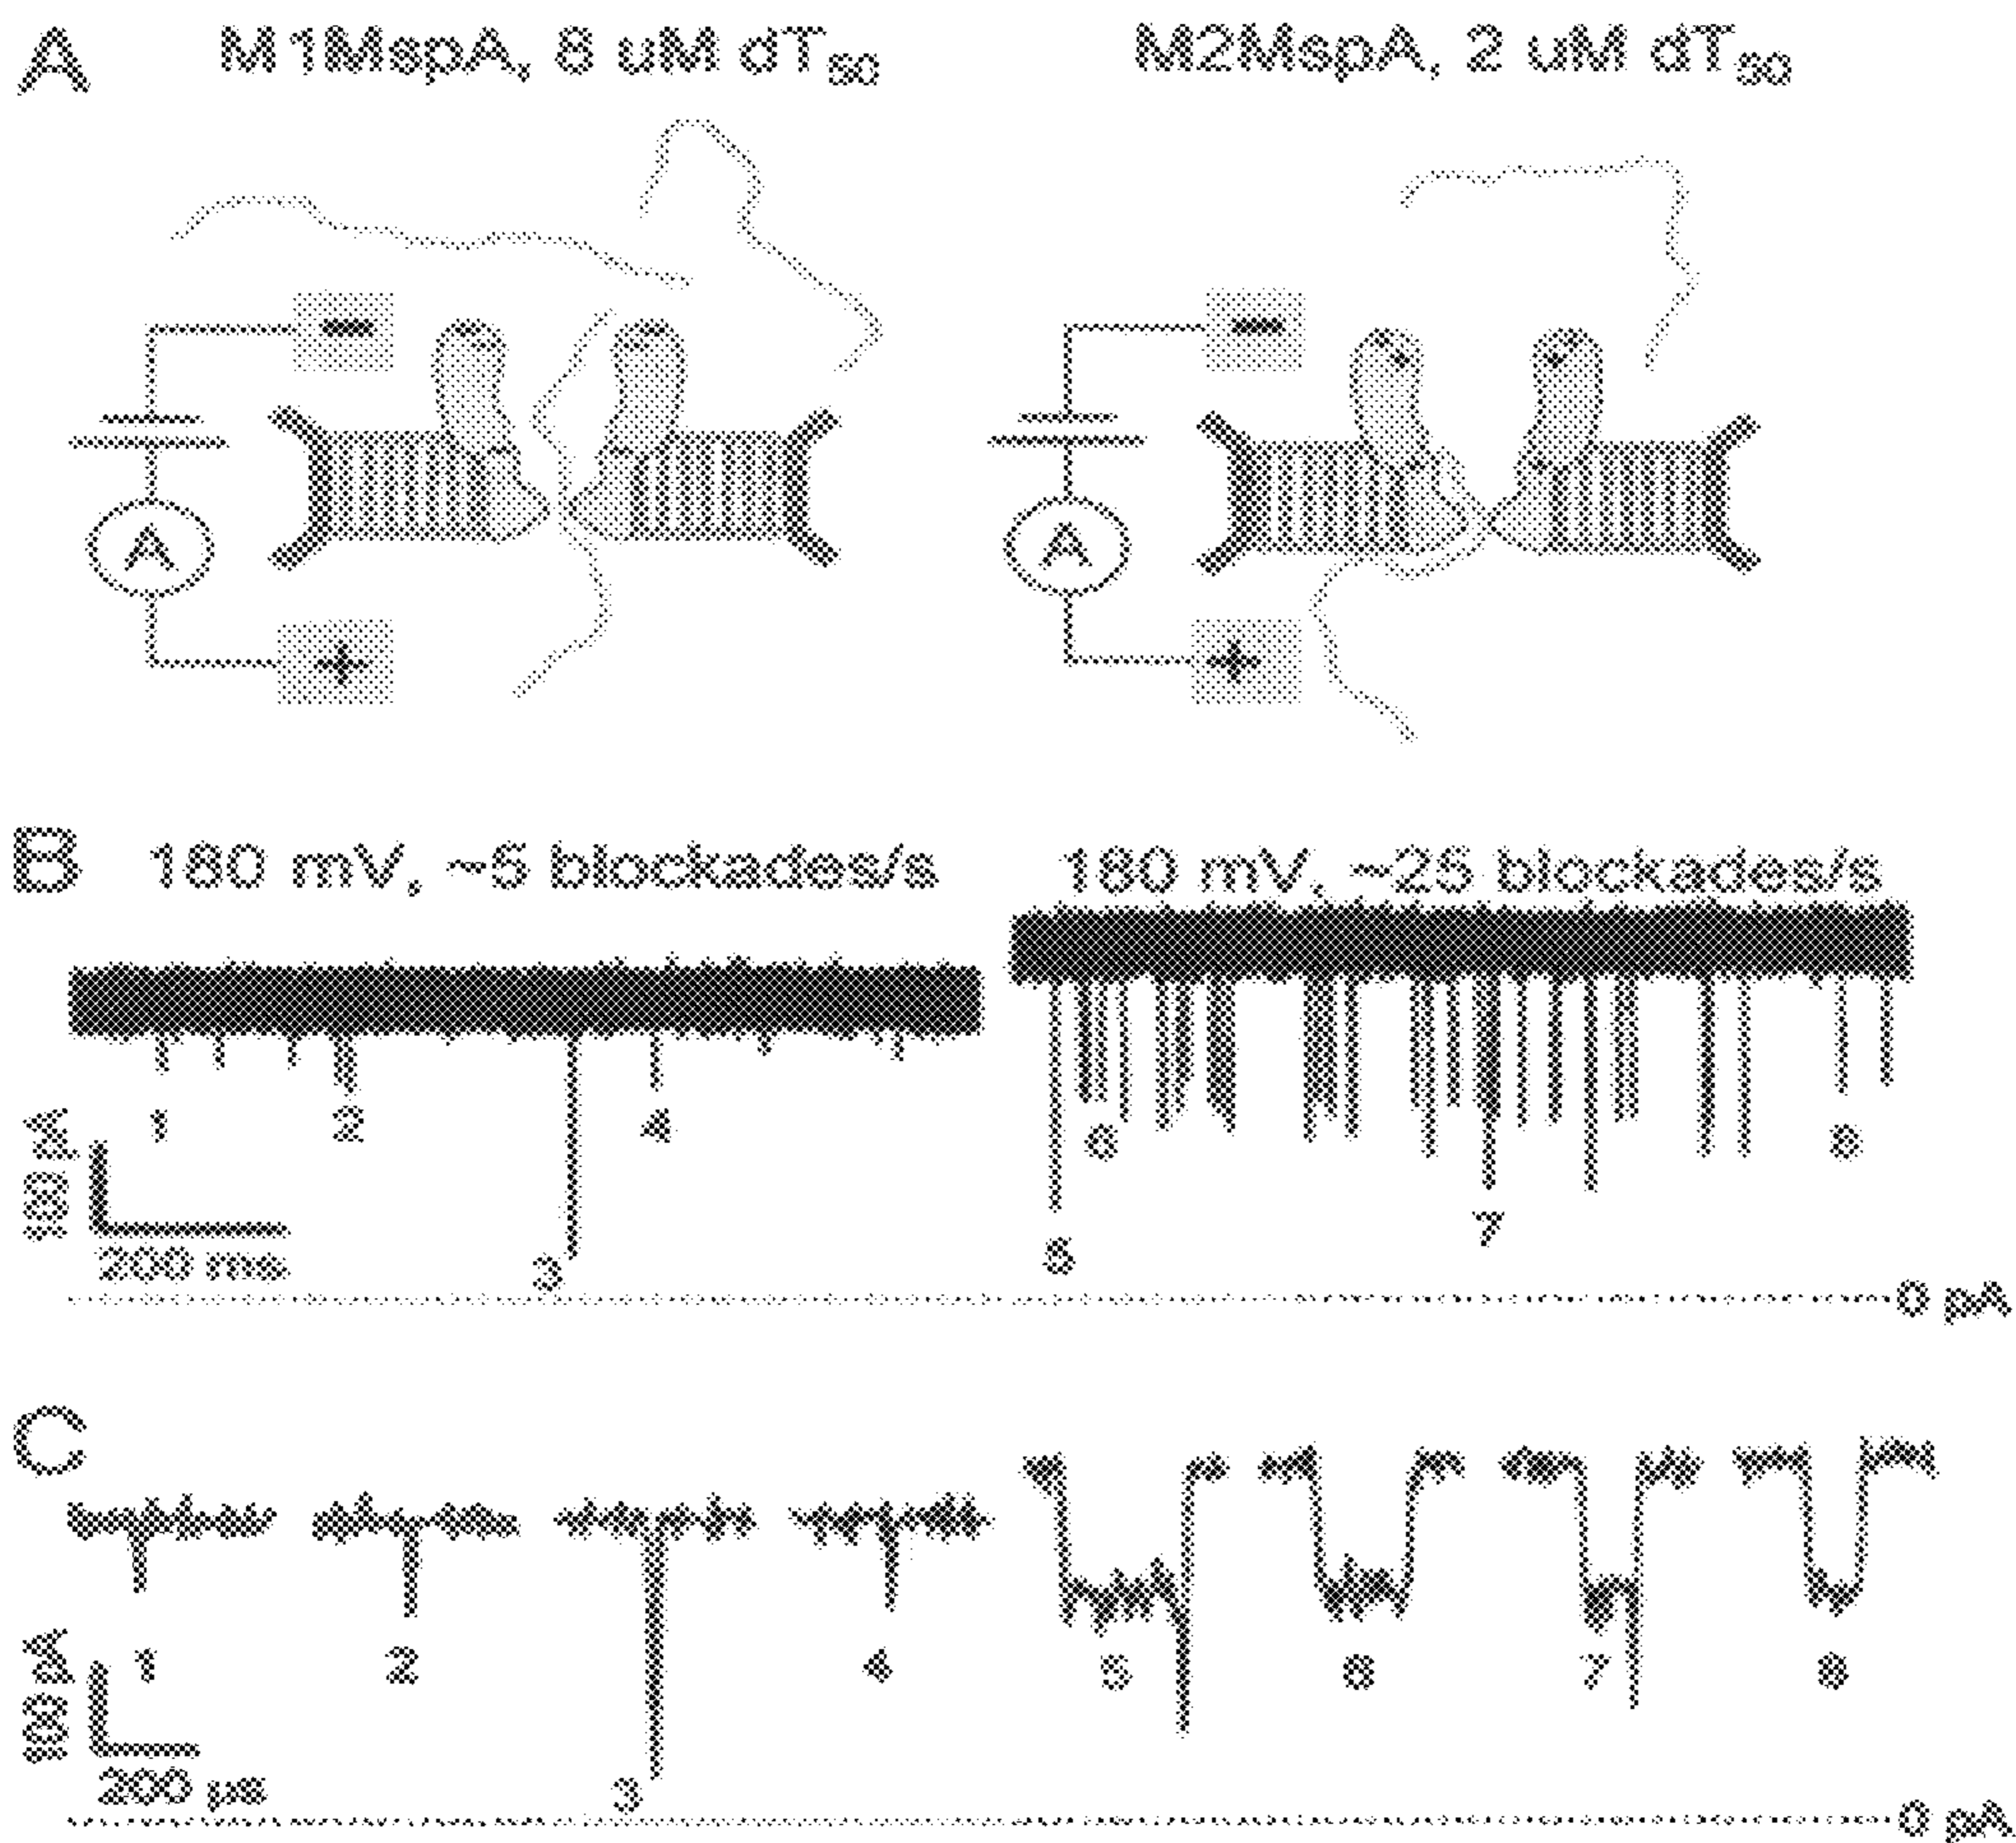 A M1MspA, 8 uM dT50 M2MspA, 2 uM dT50
−
−
A
A
+
+
B 180 mV, ~5 blockades/s 180 mV, ~25 blockades/s
1 2 4 6 8
100 pA
7
200 ms 3 5
0 pA
C
1 2 4 5 6 7 8
100 pA
200 µs 3
0 pA